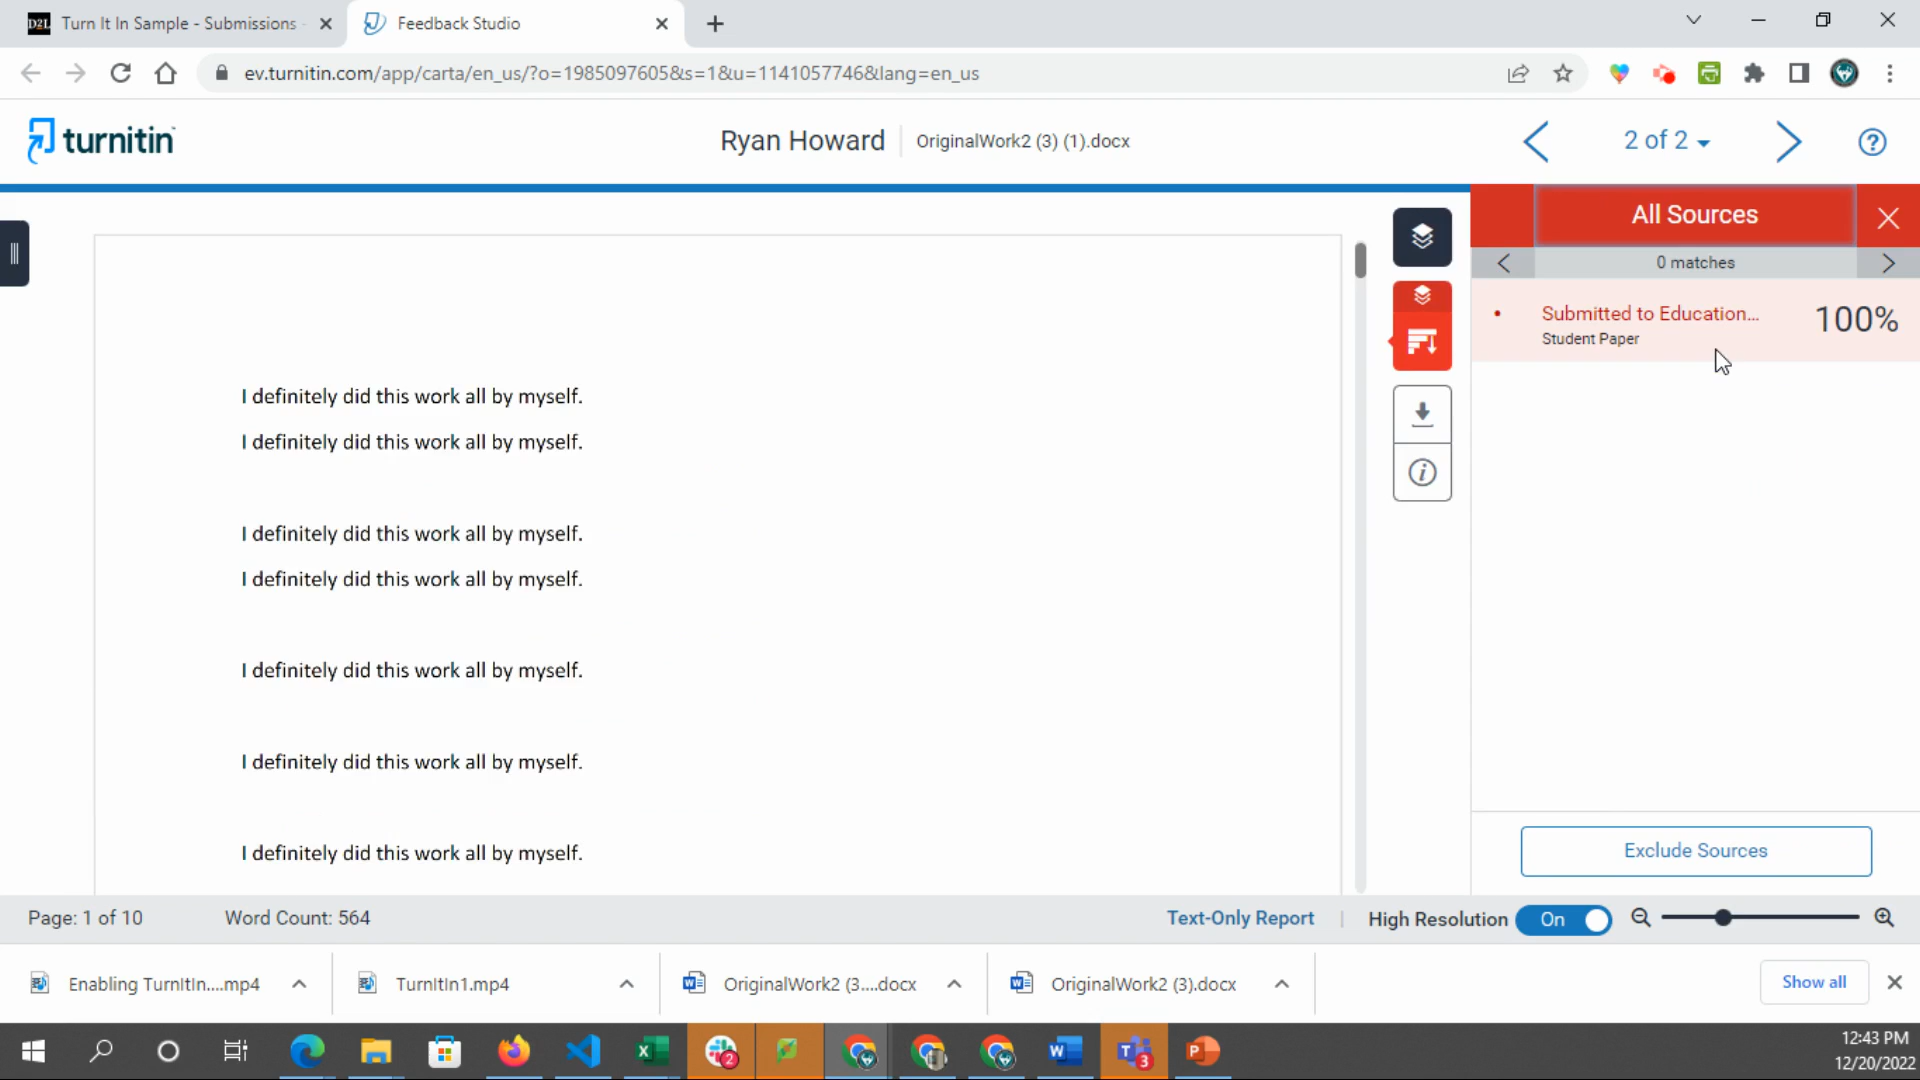 D2L Turn It In Sample - Submissions
Feedback Studio
ev.turnitin.com/app/carta/en_us/?o=1985097605&s=1&u=1141057746&lang=en_us
turnitin
Ryan Howard
OriginalWork2 (3) (1).docx
2 of 2
All Sources
0 matches
Submitted to Education...
Student Paper
100%
I definitely did this work all by myself.
I definitely did this work all by myself.
I definitely did this work all by myself.
I definitely did this work all by myself.
I definitely did this work all by myself.
I definitely did this work all by myself.
I definitely did this work all by myself.
Exclude Sources
Page: 1 of 10
Word Count: 564
Text-Only Report
High Resolution
On
Enabling TurnItIn....mp4
TurnItIn1.mp4
OriginalWork2 (3....docx
OriginalWork2 (3).docx
Show all
2
3
12:43 PM
12/20/2022